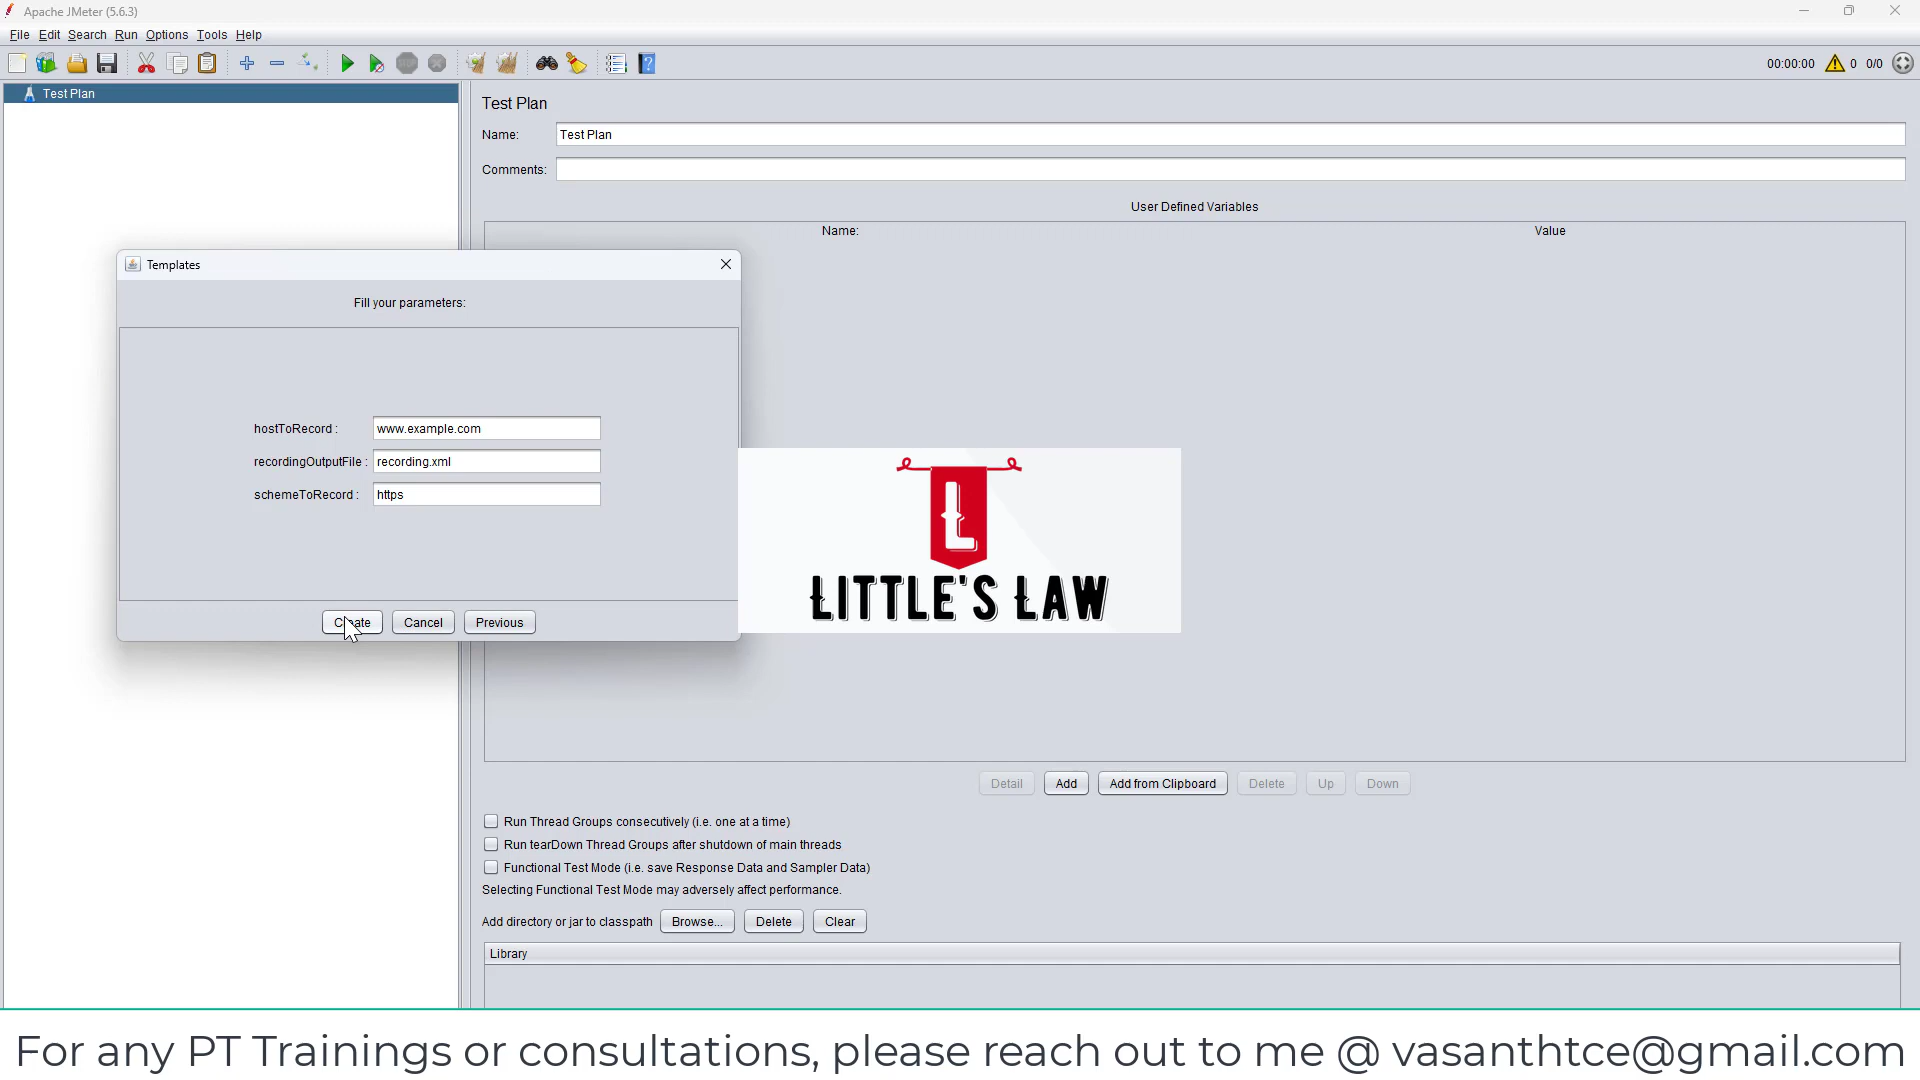 Apache JMeter (5.6.3)
File Edit Search Run Options Tools Help
00:00:00 0 0/0
Test Plan
Test Plan
Name: Test Plan
Comments:
User Defined Variables
Name: Value
Templates
Fill your parameters:
hostToRecord : www.example.com
recordingOutputFile : recording.xml
schemeToRecord : https
Create Cancel Previous
Ł
ŁITTLE'S ŁAW
Detail Add Add from Clipboard Delete Up Down
Run Thread Groups consecutively (i.e. one at a time)
Run tearDown Thread Groups after shutdown of main threads
Functional Test Mode (i.e. save Response Data and Sampler Data)
Selecting Functional Test Mode may adversely affect performance.
Add directory or jar to classpath Browse... Delete Clear
Library
For any PT Trainings or consultations, please reach out to me @ vasanthtce@gmail.com